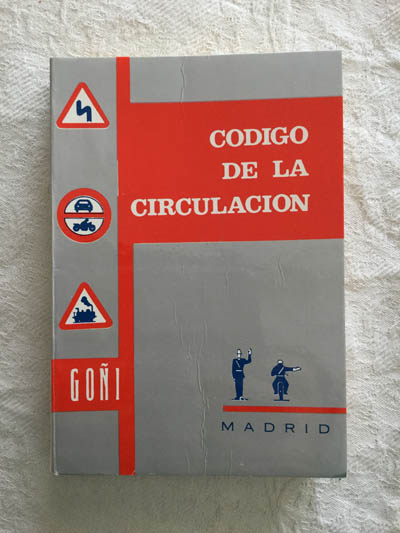 CODIGO
DE LA
CIRCULACION
GOÑI
MADRID